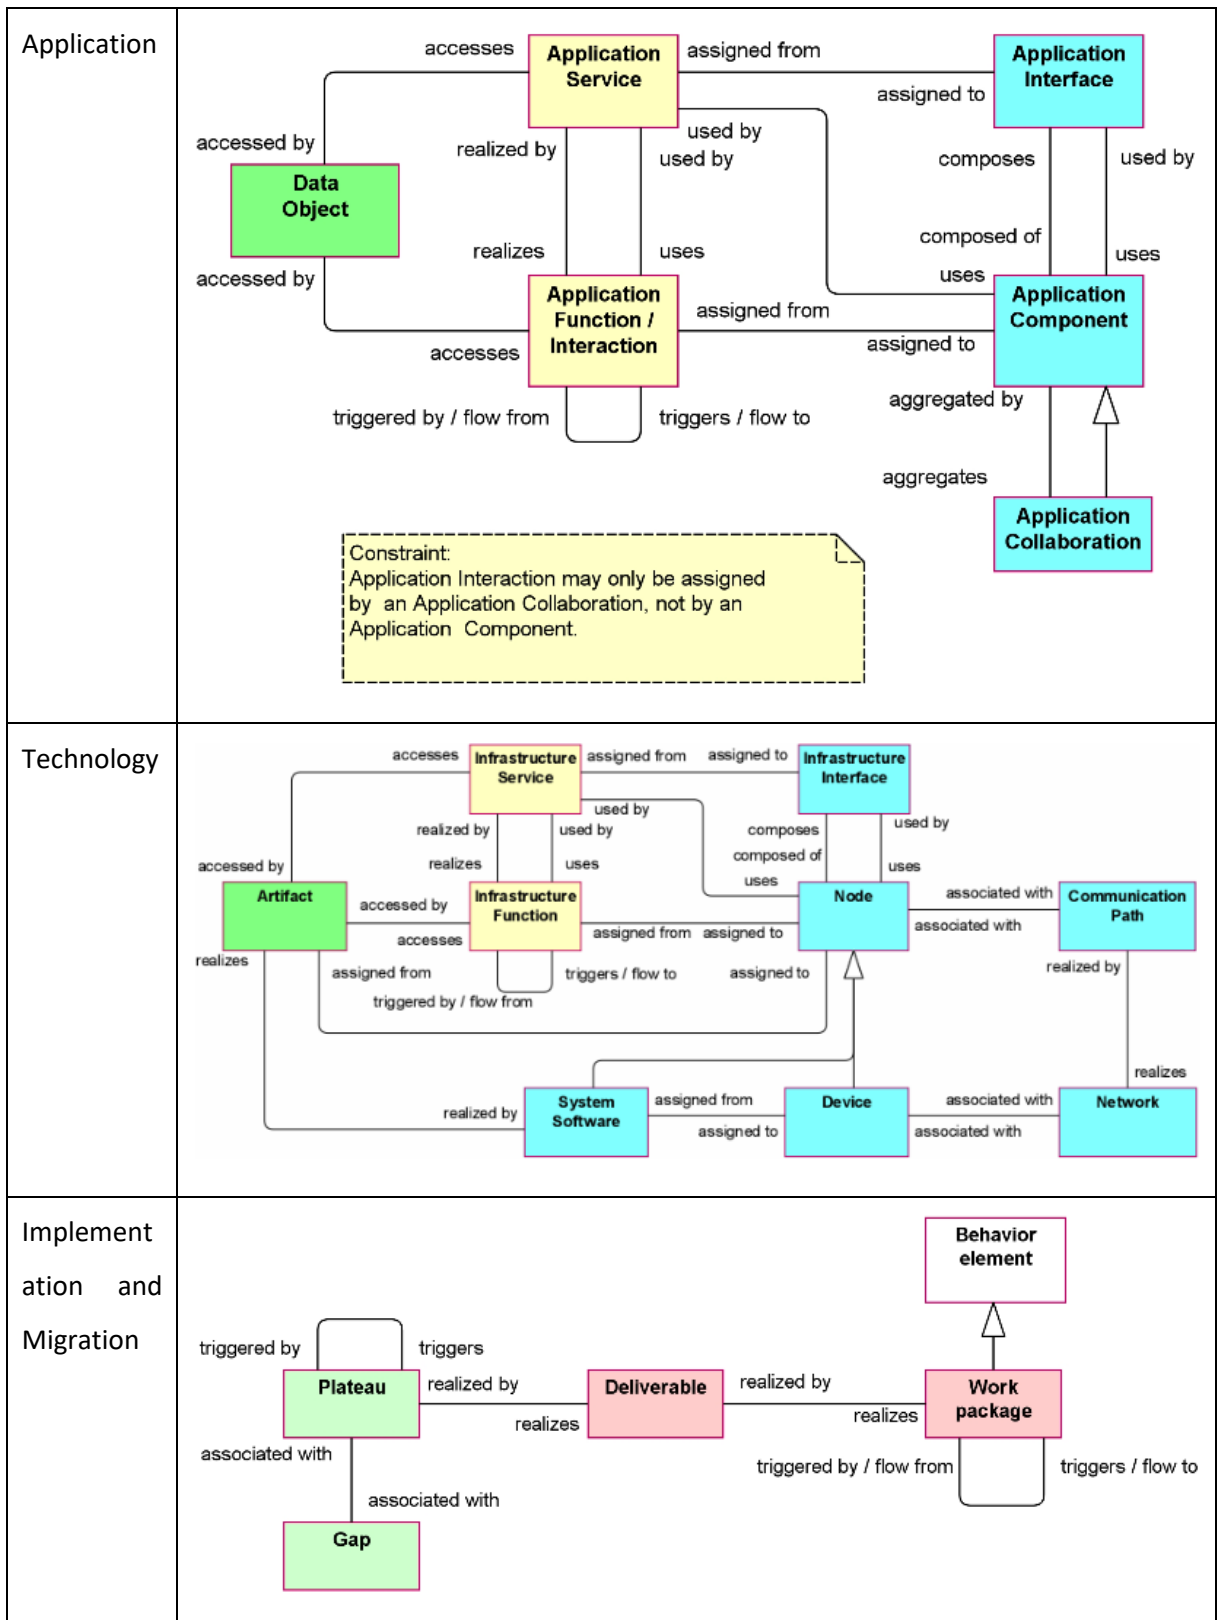 Application
accesses
Application
Service
assigned from
Application
Interface
assigned to
accessed by
realized by
used by
used by
composes
used by
Data
Object
realizes
uses
composed of
uses
uses
accessed by
Application
Function /
Interaction
assigned from
Application
Component
accesses
assigned to
triggered by / flow from
triggers / flow to
aggregated by
aggregates
Application
Collaboration
Constraint:
Application Interaction may only be assigned
by an Application Collaboration, not by an
Application Component.
Technology
accesses
Infrastructure
Service
assigned from
assigned to
Infrastructure
Interface
used by
realized by
used by
composes
used by
accessed by
realizes
uses
composed of
uses
uses
Artifact
accessed by
Infrastructure
Function
Node
associated with
Communication
Path
accesses
assigned from
assigned to
associated with
realizes
assigned from
triggers / flow to
assigned to
realized by
triggered by / flow from
realizes
realized by
System
Software
assigned from
Device
associated with
Network
assigned to
associated with
Implement
ation and
Migration
Behavior
element
triggered by
triggers
Plateau
realized by
Deliverable
realized by
Work
package
realizes
realizes
associated with
triggered by / flow from
triggers / flow to
associated with
Gap